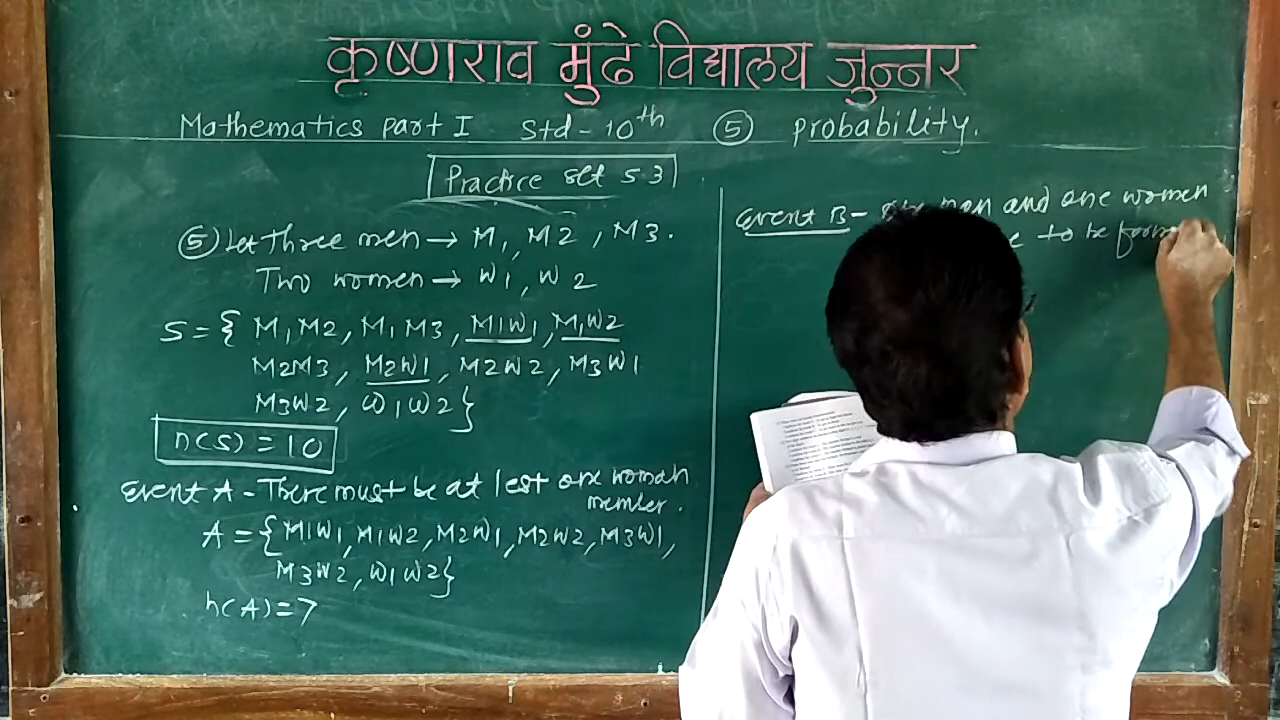 कृष्णराव मुंढे विद्यालय जुन्नर
Mathematics part I Std - 10th ⑤ probability.
Practice set 5 3
⑤ Let Three men → M1, M2, M3.
Two women → W1, W2
S = { M1M2, M1M3, M1W1, M1W2
M2M3, M2W1, M2W2, M3W1
M3W2, W1W2 }
n(S) = 10
Event A - There must be at lest one woman
member.
A = { M1W1, M1W2, M2W1, M2W2, M3W1,
M3W2, W1W2 }
n(A) = 7
Event B - and one women
to be